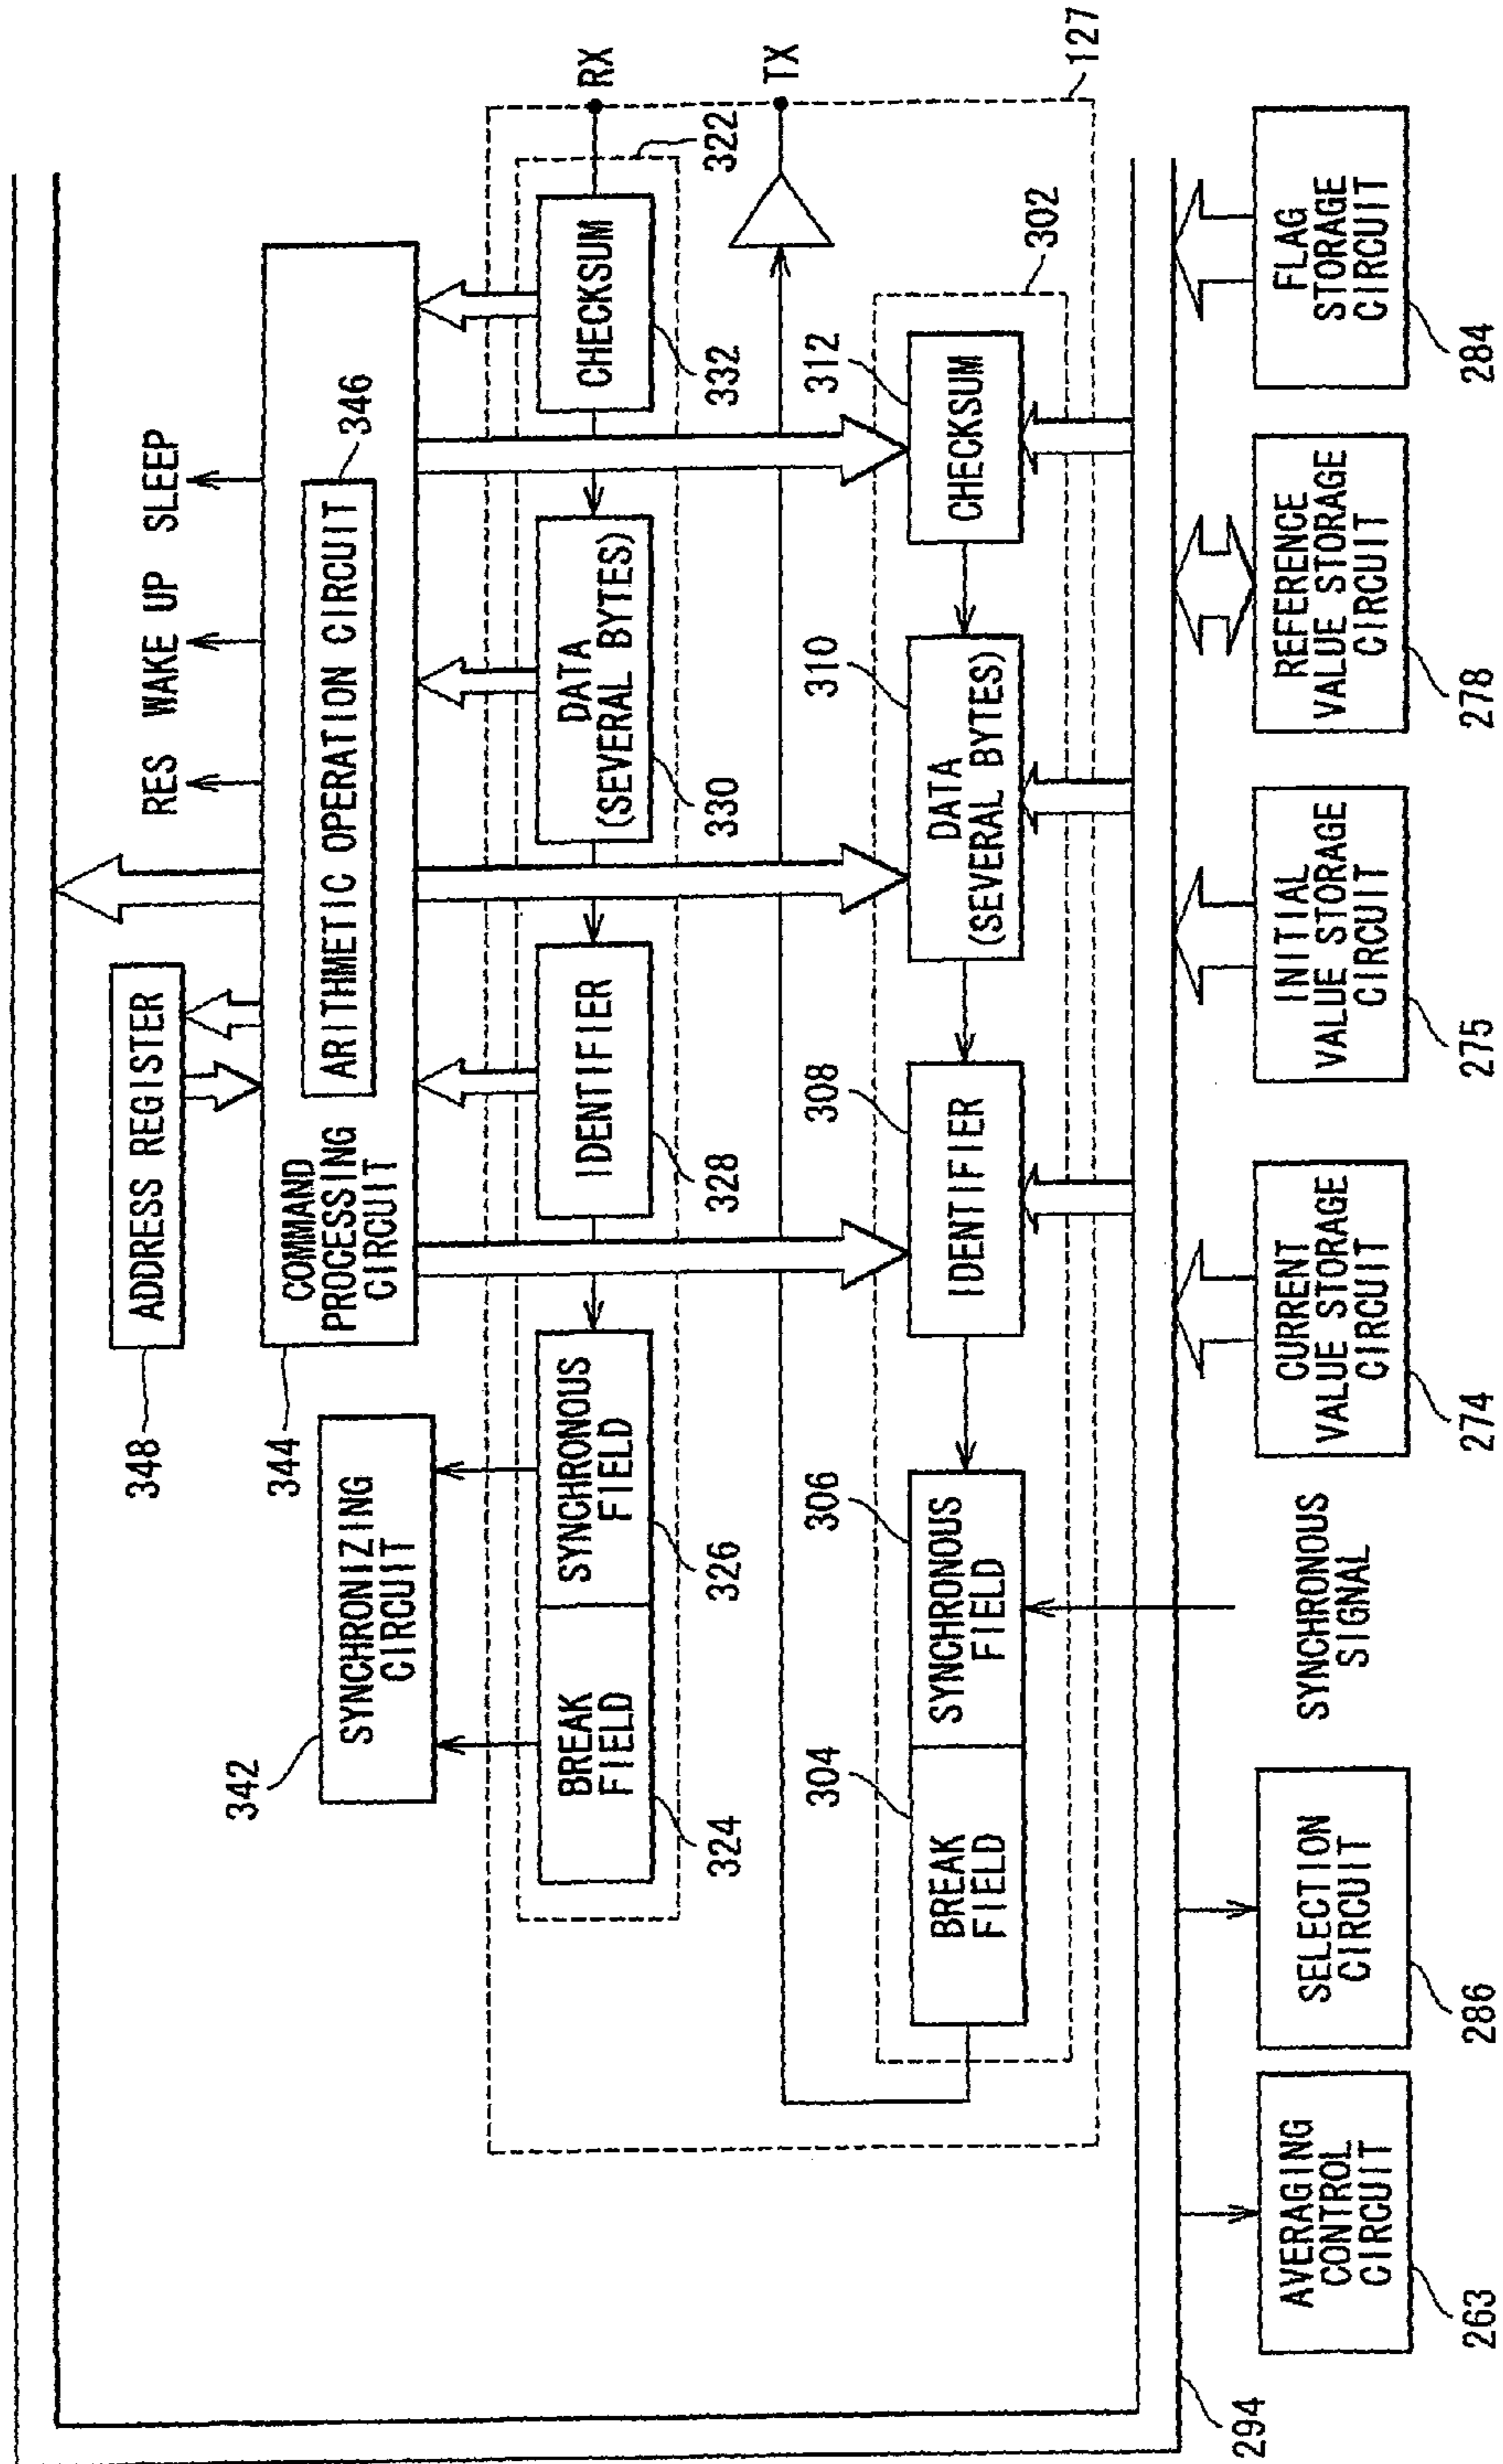 RES
WAKE UP
SLEEP
348
ADDRESS REGISTER
344
COMMAND
PROCESSING
CIRCUIT
ARITHMETIC OPERATION CIRCUIT
346
342
SYNCHRONIZING
CIRCUIT
BREAK
FIELD
324
SYNCHRONOUS
FIELD
326
IDENTIFIER
328
DATA
(SEVERAL BYTES)
330
CHECKSUM
332
322
RX
TX
127
304
BREAK
FIELD
306
SYNCHRONOUS
FIELD
308
IDENTIFIER
310
DATA
(SEVERAL BYTES)
312
CHECKSUM
302
294
AVERAGING
CONTROL
CIRCUIT
263
SELECTION
CIRCUIT
286
SYNCHRONOUS
SIGNAL
CURRENT
VALUE STORAGE
CIRCUIT
274
INITIAL
VALUE STORAGE
CIRCUIT
275
REFERENCE
VALUE STORAGE
CIRCUIT
278
FLAG
STORAGE
CIRCUIT
284